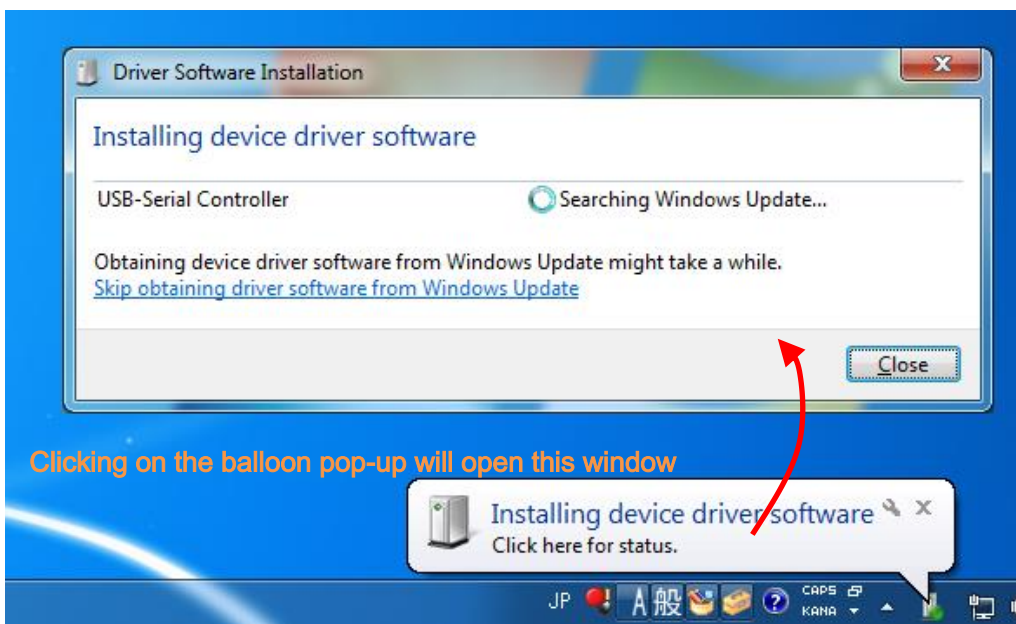 Driver Software Installation
Installing device driver software
USB-Serial Controller Searching Windows Update...
Obtaining device driver software from Windows Update might take a while.
Skip obtaining driver software from Windows Update
Close
Clicking on the balloon pop-up will open this window
Installing device driver software
Click here for status.
JP A 般 ? CAPS
KANA